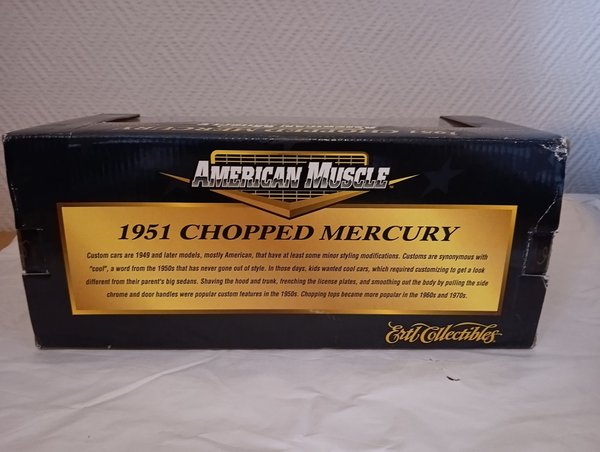 1951 CHOPPED MERCURY
AMERICAN MUSCLE
1951 CHOPPED MERCURY
Custom cars are 1949 and later models, mostly American, that have at least some minor styling modifications. Customs are synonymous with
"cool", a word from the 1950s that has never gone out of style. In those days, kids wanted cool cars, which required customizing to get a look
different from their parent's big sedans. Shaving the hood and trunk, trenching the license plates, and smoothing out the body by pulling the side
chrome and door handles were popular custom features in the 1950s. Chopping tops became more popular in the 1960s and 1970s.
Ertl Collectibles